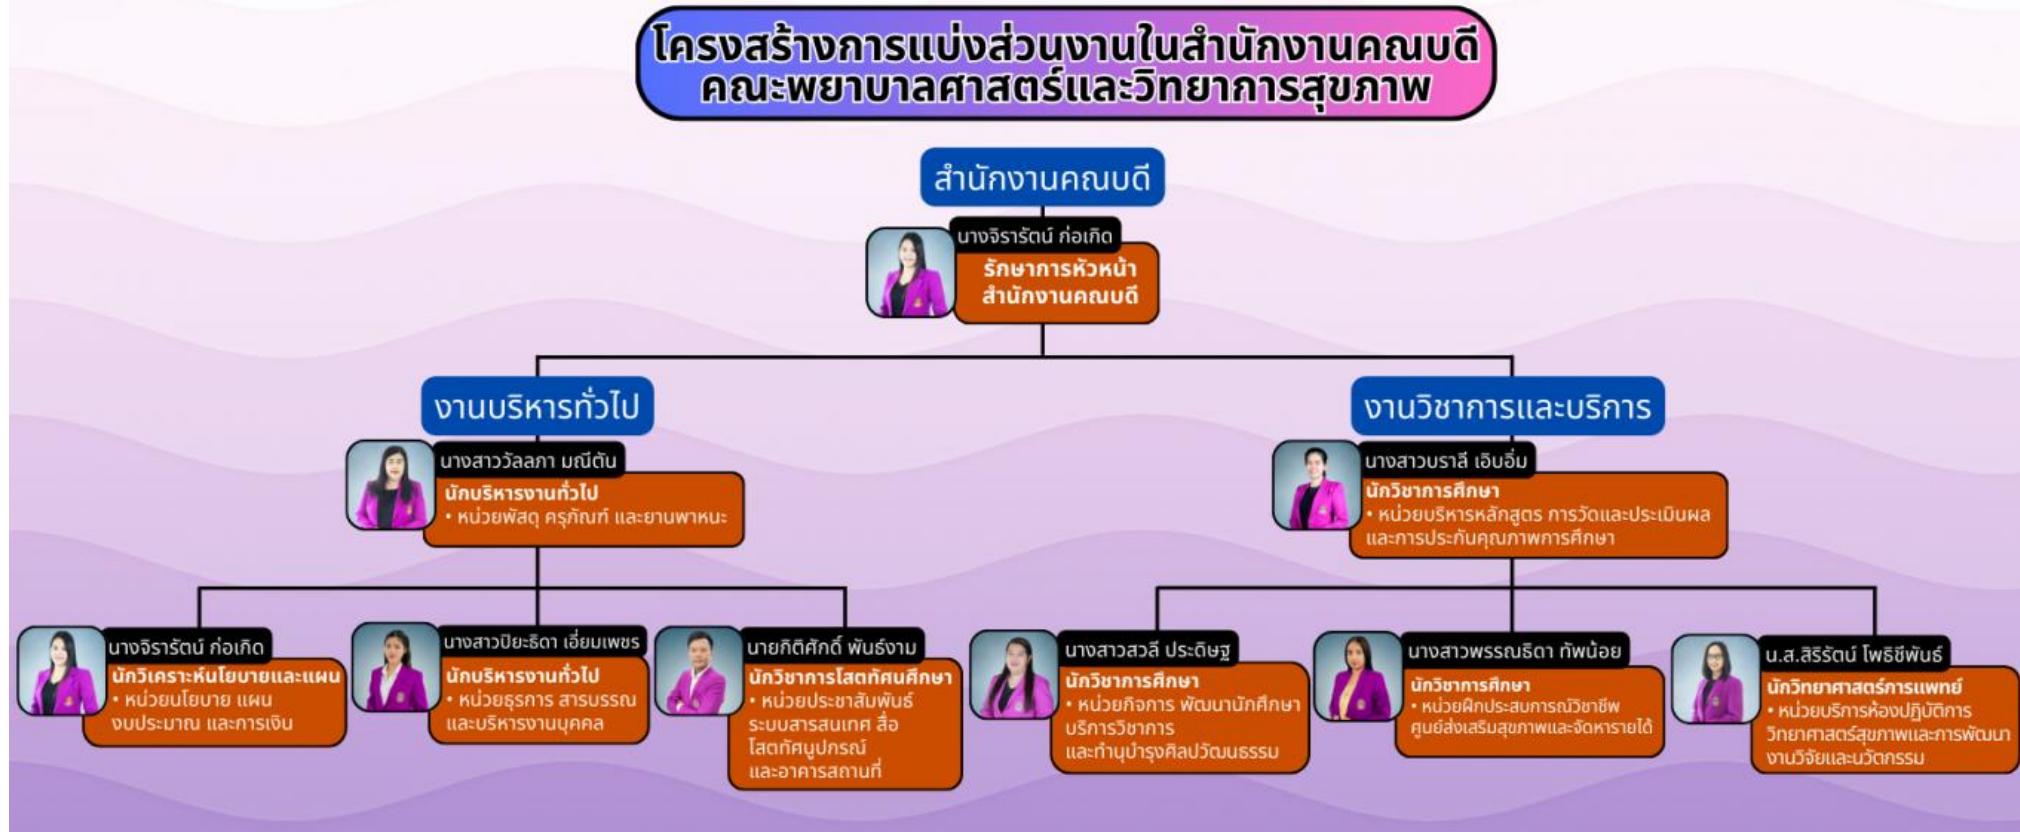 โครงสร้างการแบ่งส่วนงานในสำนักงานคณบดี
คณะพยาบาลศาสตร์และวิทยาการสุขภาพ
สำนักงานคณบดี
นางจิรารัตน์ ก่อเกิด
รักษาการหัวหน้า
สำนักงานคณบดี
งานบริหารทั่วไป
นางสาววัลลภา มณีตัน
นักบริหารงานทั่วไป
• หน่วยพัสดุ ครุภัณฑ์ และยานพาหนะ
งานวิชาการและบริการ
นางสาวบราลี เอิบอิ่ม
นักวิชาการศึกษา
• หน่วยบริหารหลักสูตร การวัดและประเมินผล
และการประกันคุณภาพการศึกษา
นางจิรารัตน์ ก่อเกิด
นักวิเคราะห์นโยบายและแผน
• หน่วยนโยบาย แผน
งบประมาณ และการเงิน
นางสาวปิยะธิดา เอี่ยมเพชร
นักบริหารงานทั่วไป
• หน่วยธุรการ สารบรรณ
และบริหารงานบุคคล
นายกิติศักดิ์ พันธ์งาม
นักวิชาการโสตทัศนศึกษา
• หน่วยประชาสัมพันธ์
ระบบสารสนเทศ สื่อ
โสตทัศนูปกรณ์
และอาคารสถานที่
นางสาวสวลี ประดิษฐ
นักวิชาการศึกษา
• หน่วยกิจการ พัฒนานักศึกษา
บริการวิชาการ
และทำนุบำรุงศิลปวัฒนธรรม
นางสาวพรรณธิดา ทัพน้อย
นักวิชาการศึกษา
• หน่วยฝึกประสบการณ์วิชาชีพ
ศูนย์ส่งเสริมสุขภาพและจัดหารายได้
น.ส.สิริรัตน์ โพธิชีพันธ์
นักวิทยาศาสตร์การแพทย์
• หน่วยบริการห้องปฏิบัติการ
วิทยาศาสตร์สุขภาพและการพัฒนา
งานวิจัยและนวัตกรรม